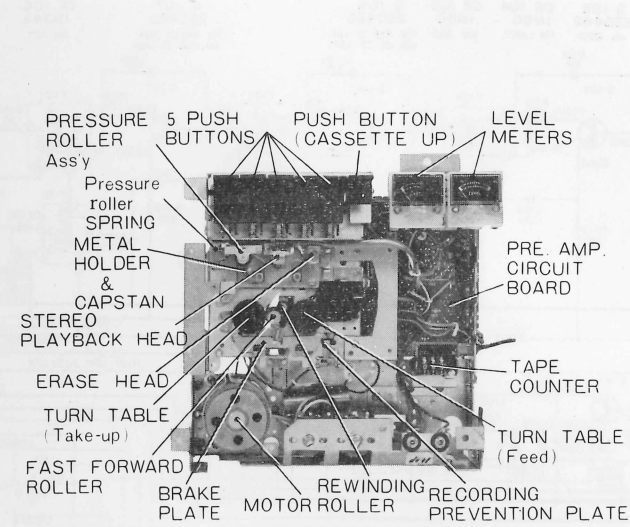 PRESSURE
ROLLER
Ass'y
5 PUSH
BUTTONS
PUSH BUTTON
(CASSETTE UP)
LEVEL
METERS
Pressure
roller
SPRING
METAL
HOLDER
&
CAPSTAN
STEREO
PLAYBACK HEAD
ERASE HEAD
TURN TABLE
(Take-up)
FAST FORWARD
ROLLER
BRAKE
PLATE
MOTOR ROLLER
REWINDING
RECORDING
PREVENTION PLATE
TURN TABLE
(Feed)
TAPE
COUNTER
PRE. AMP.
CIRCUIT
BOARD